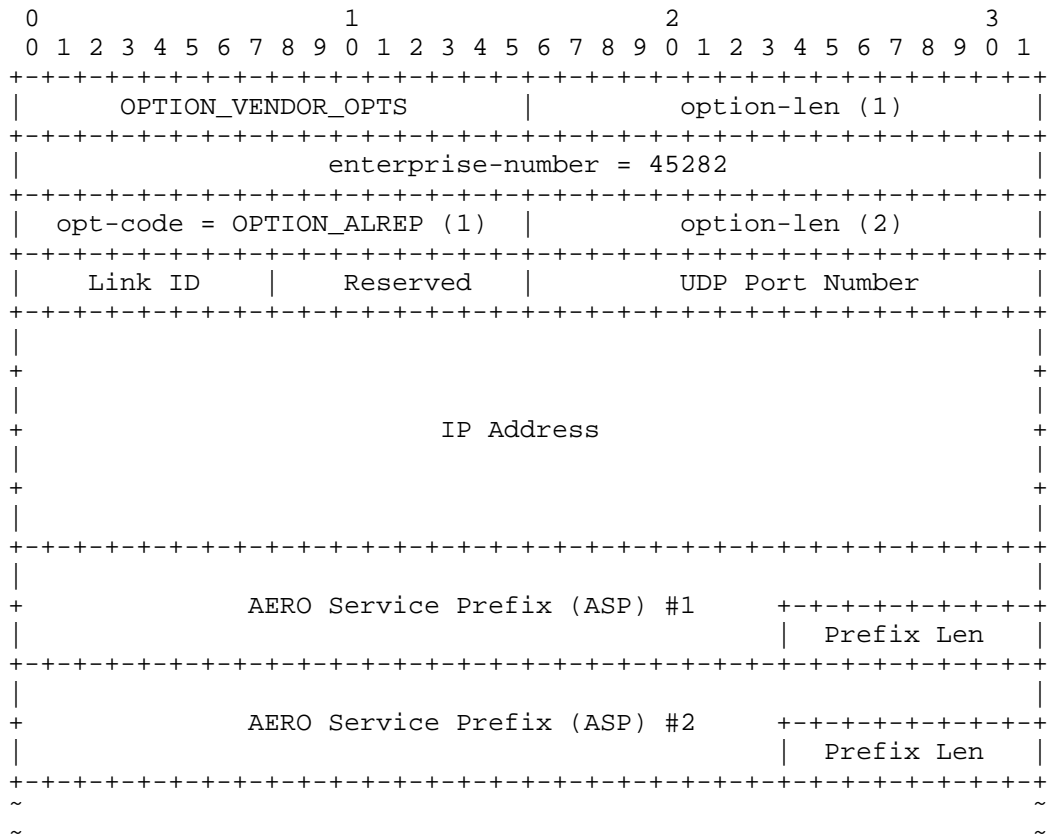 0                   1                   2                   3
 0 1 2 3 4 5 6 7 8 9 0 1 2 3 4 5 6 7 8 9 0 1 2 3 4 5 6 7 8 9 0 1
+-+-+-+-+-+-+-+-+-+-+-+-+-+-+-+-+-+-+-+-+-+-+-+-+-+-+-+-+-+-+-+-+
|      OPTION_VENDOR_OPTS       |         option-len (1)        |
+-+-+-+-+-+-+-+-+-+-+-+-+-+-+-+-+-+-+-+-+-+-+-+-+-+-+-+-+-+-+-+-+
|                   enterprise-number = 45282                   |
+-+-+-+-+-+-+-+-+-+-+-+-+-+-+-+-+-+-+-+-+-+-+-+-+-+-+-+-+-+-+-+-+
|  opt-code = OPTION_ALREP (1)  |         option-len (2)        |
+-+-+-+-+-+-+-+-+-+-+-+-+-+-+-+-+-+-+-+-+-+-+-+-+-+-+-+-+-+-+-+-+
|    Link ID    |    Reserved   |         UDP Port Number       |
+-+-+-+-+-+-+-+-+-+-+-+-+-+-+-+-+-+-+-+-+-+-+-+-+-+-+-+-+-+-+-+-+
|                                                               |
+                                                               +
|                                                               |
+                          IP Address                           +
|                                                               |
+                                                               +
|                                                               |
+-+-+-+-+-+-+-+-+-+-+-+-+-+-+-+-+-+-+-+-+-+-+-+-+-+-+-+-+-+-+-+-+
|                                                               |
+              AERO Service Prefix (ASP) #1     +-+-+-+-+-+-+-+-+
|                                               |  Prefix Len   |
+-+-+-+-+-+-+-+-+-+-+-+-+-+-+-+-+-+-+-+-+-+-+-+-+-+-+-+-+-+-+-+-+
|                                                               |
+              AERO Service Prefix (ASP) #2     +-+-+-+-+-+-+-+-+
|                                               |  Prefix Len   |
+-+-+-+-+-+-+-+-+-+-+-+-+-+-+-+-+-+-+-+-+-+-+-+-+-+-+-+-+-+-+-+-+
~                                                               ~
~                                                               ~